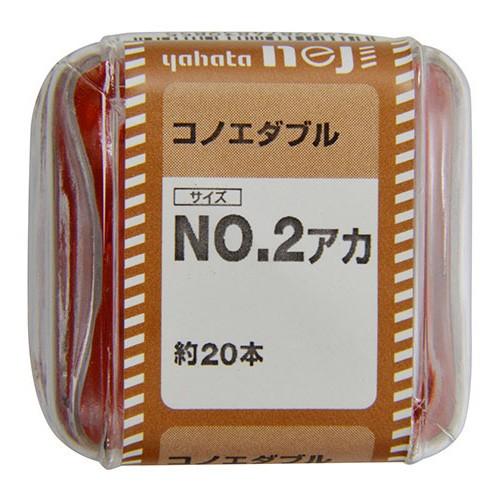 yahata nej
コノエダブル
サイズ
NO.2アカ
約20本
コノエダブル